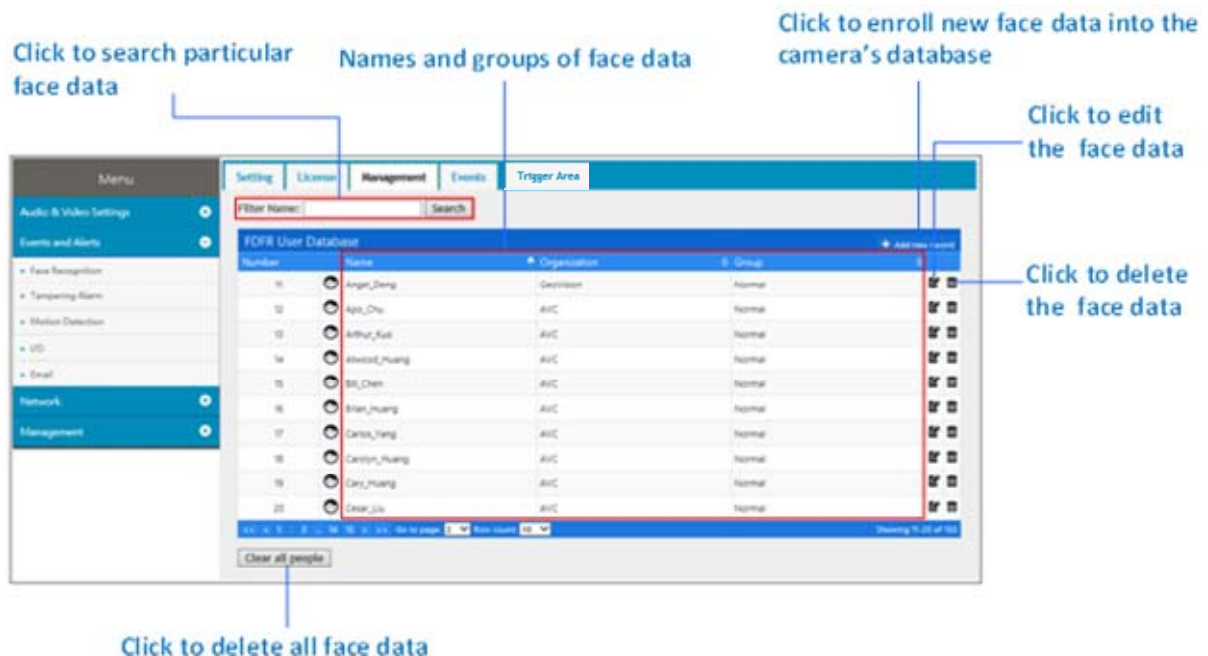 Click to enroll new face data into the
camera's database
Click to search particular
face data
Names and groups of face data
Click to edit
the face data
Click to delete
the face data
Menu
Setting License Management Events Trigger Area
Audio & Video Settings
Filter Name: Search
Events and Alerts
FDFR User Database Add new record
Number Name Organization Group
Face Recognition
Tampering Alarm
Motion Detection
I/O
Email
Network
Management
11 Angel_Deng GeoVision Normal
12 Apo_Chu AVC Normal
13 Arthur_Kuo AVC Normal
14 Atwood_Huang AVC Normal
15 Bill_Chen AVC Normal
16 Brian_Huang AVC Normal
17 Carlos_Yang AVC Normal
18 Carolyn_Huang AVC Normal
19 Cary_Huang AVC Normal
20 Cesar_Liu AVC Normal
Go to page: Row count: 10 Showing 11-20 of
Clear all people
Click to delete all face data